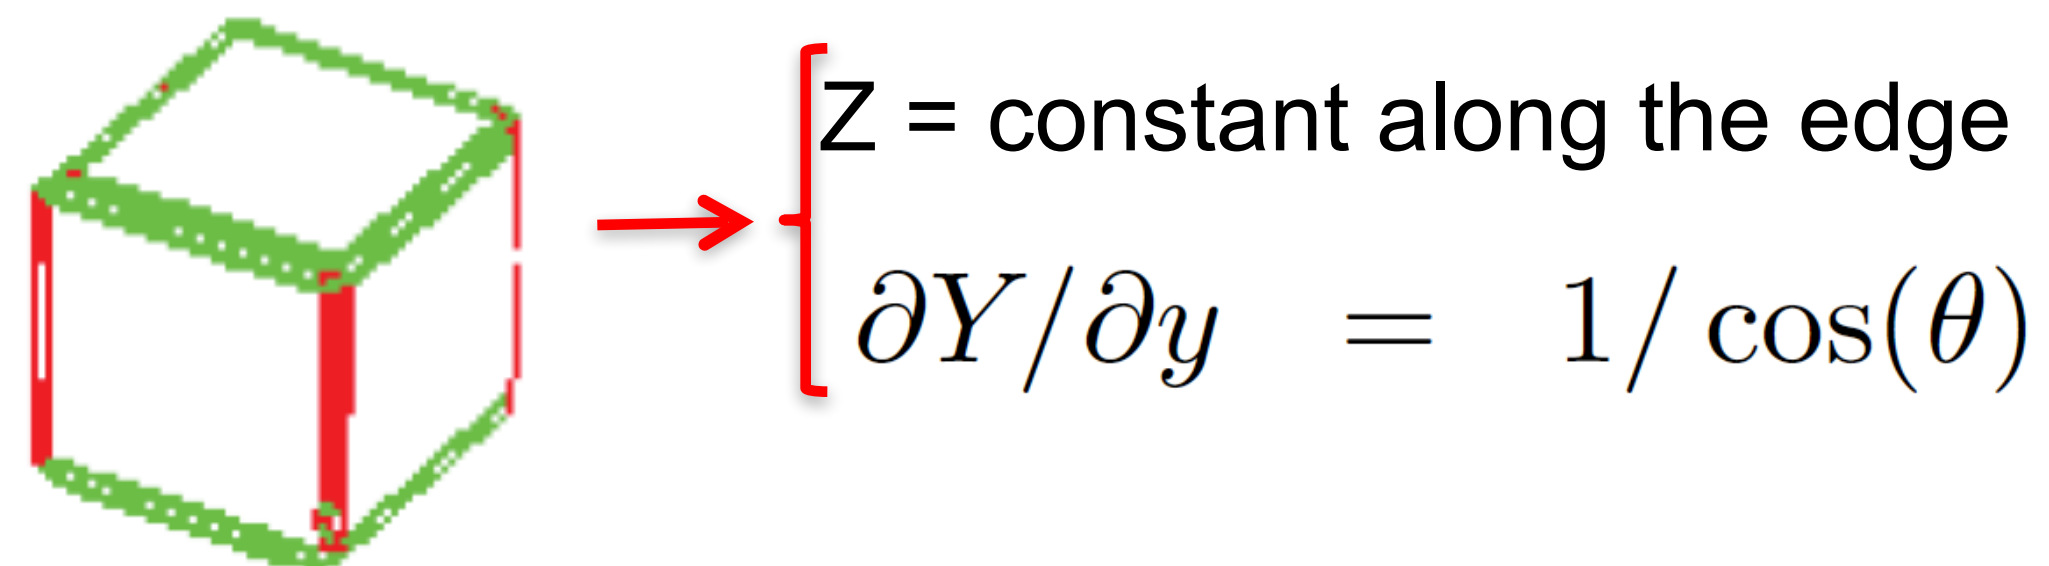 Z = constant along the edge
∂Y/∂y = 1/cos(θ)